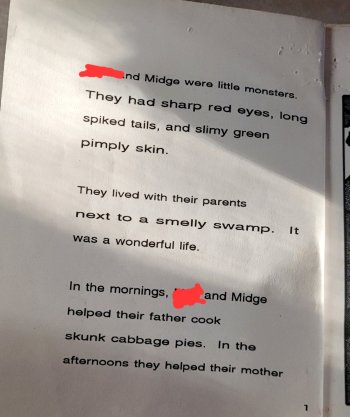 nd Midge were little monsters.
They had sharp red eyes, long
spiked tails, and slimy green
pimply skin.
They lived with their parents
next to a smelly swamp. It
was a wonderful life.
In the mornings, and Midge
helped their father cook
skunk cabbage pies. In the
afternoons they helped their mother
1